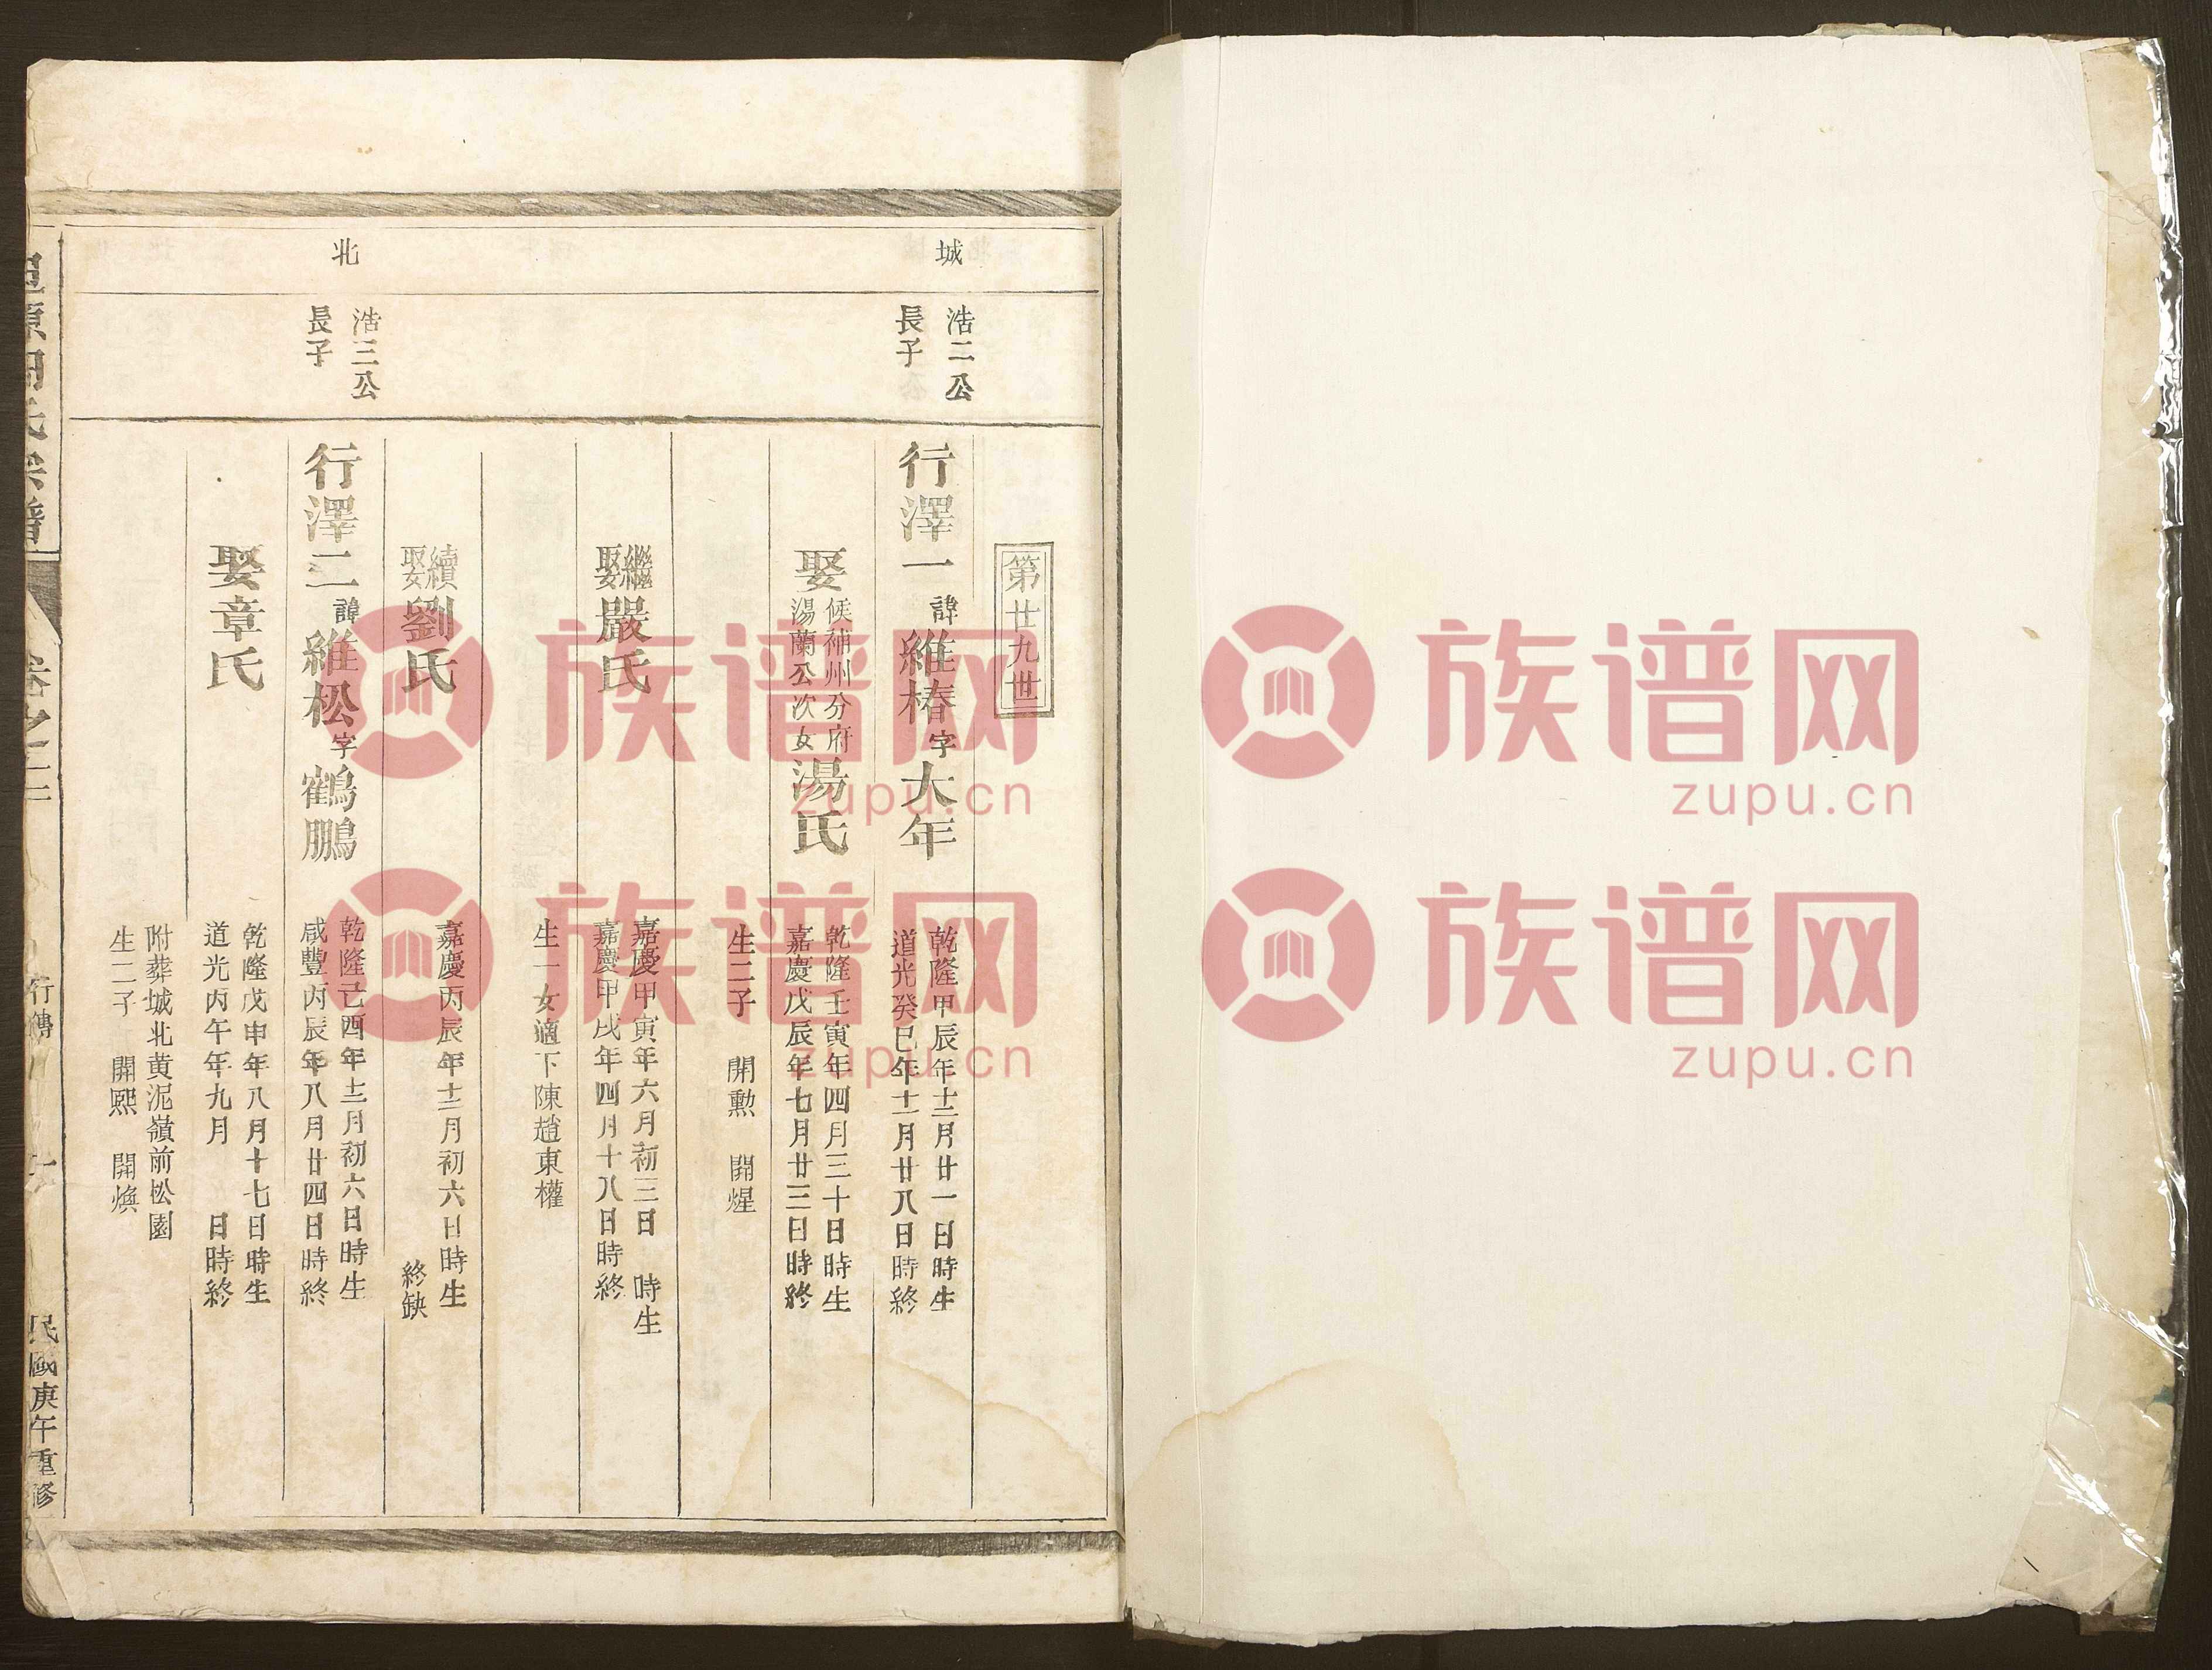 第廿九世
城
浩二公
長子
行澤一諱維椿字大年
乾隆甲辰年十二月廿一日時生
道光癸巳年十一月廿八日時終
娶候補州分府湯蘭公次女湯氏
乾隆壬寅年四月三十日時生
嘉慶戊辰年七月廿三日時終
生二子 開勲 開煋
繼娶嚴氏
嘉慶甲寅年六月初三日 時生
嘉慶甲戌年四月十八日時終
生一女適下陳趙東權
續娶劉氏
嘉慶丙辰年十二月初六日時生
終缺
北
浩三公
長子
行澤二諱維松字鶴鵬
乾隆己酉年十二月初六日時生
咸豐丙辰年八月廿四日時終
娶章氏
乾隆戊申年八月十七日時生
道光丙午年九月 日時終
附葬城北黄泥嶺前松園
生二子 開熙 開煥
卷之二
行傳
民國庚午重修
族谱网
zupu.cn
族谱网
zupu.cn
族谱网
zupu.cn
族谱网
zupu.cn